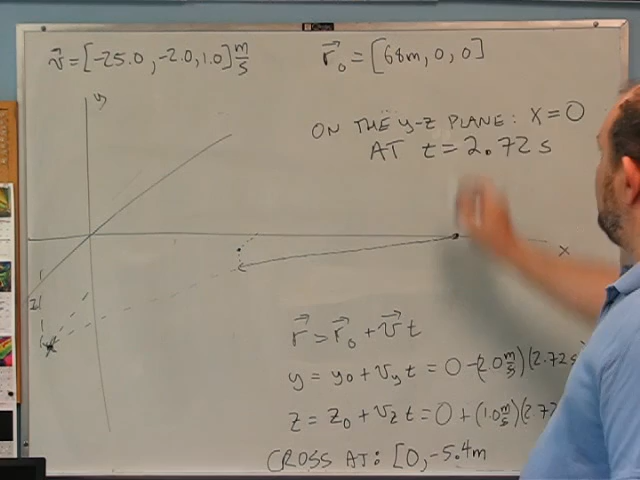 v⃗ = [-25.0, -2.0, 1.0] m/s
r⃗₀ = [68m, 0, 0]
y
ON THE y-z PLANE: X = 0
AT t = 2.72 s
x
z
r⃗ = r⃗₀ + v⃗ t
y = y₀ + v_y t = 0 - (2.0 m/s)(2.72 s)
z = z₀ + v_z t = 0 + (1.0 m/s)(2.72
CROSS AT: [0, -5.4m